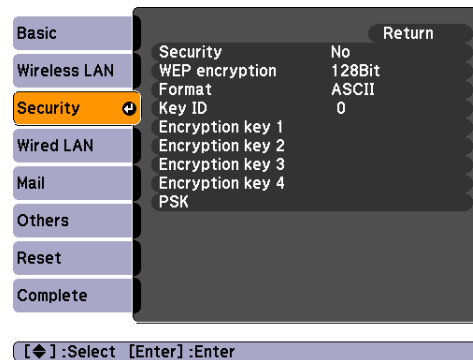 Basic
Wireless LAN
Security
Wired LAN
Mail
Others
Reset
Complete
Return
Security No
WEP encryption 128Bit
Format ASCII
Key ID 0
Encryption key 1
Encryption key 2
Encryption key 3
Encryption key 4
PSK
[◆] :Select [Enter] :Enter